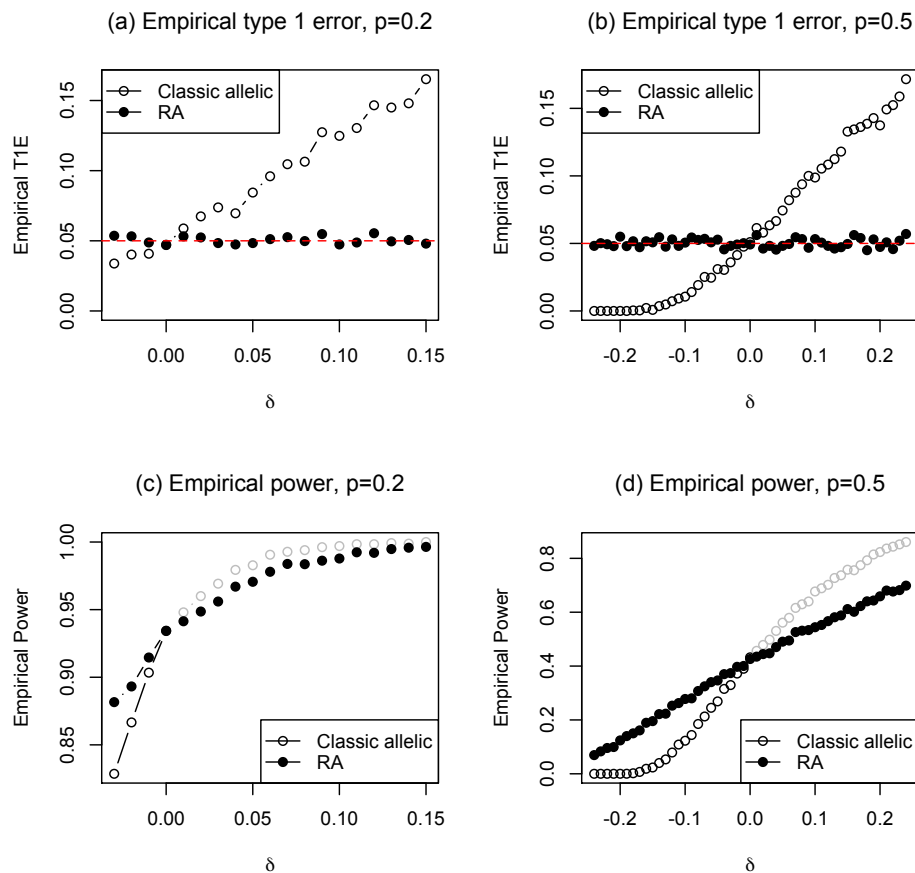 (a) Empirical type 1 error, p=0.2
Empirical T1E
0.15
0.10
0.05
0.00
Classic allelic
RA
0.00 0.05 0.10 0.15
δ
(b) Empirical type 1 error, p=0.5
Empirical T1E
0.15
0.10
0.05
0.00
Classic allelic
RA
-0.2 -0.1 0.0 0.1 0.2
δ
(c) Empirical power, p=0.2
Empirical Power
1.00
0.95
0.90
0.85
Classic allelic
RA
0.00 0.05 0.10 0.15
δ
(d) Empirical power, p=0.5
Empirical Power
0.8
0.6
0.4
0.2
0.0
Classic allelic
RA
-0.2 -0.1 0.0 0.1 0.2
δ